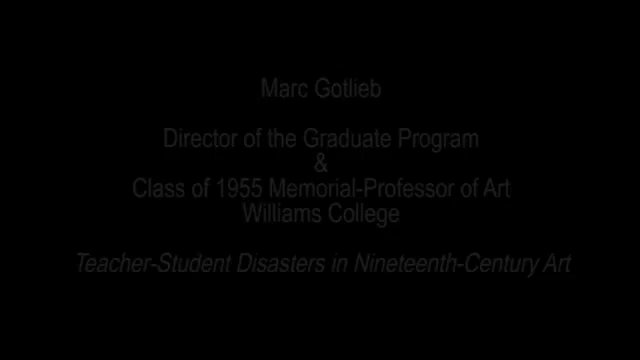 Marc Gotlieb
Director of the Graduate Program
&
Class of 1955 Memorial-Professor of Art
Williams College
Teacher-Student Disasters in Nineteenth-Century Art